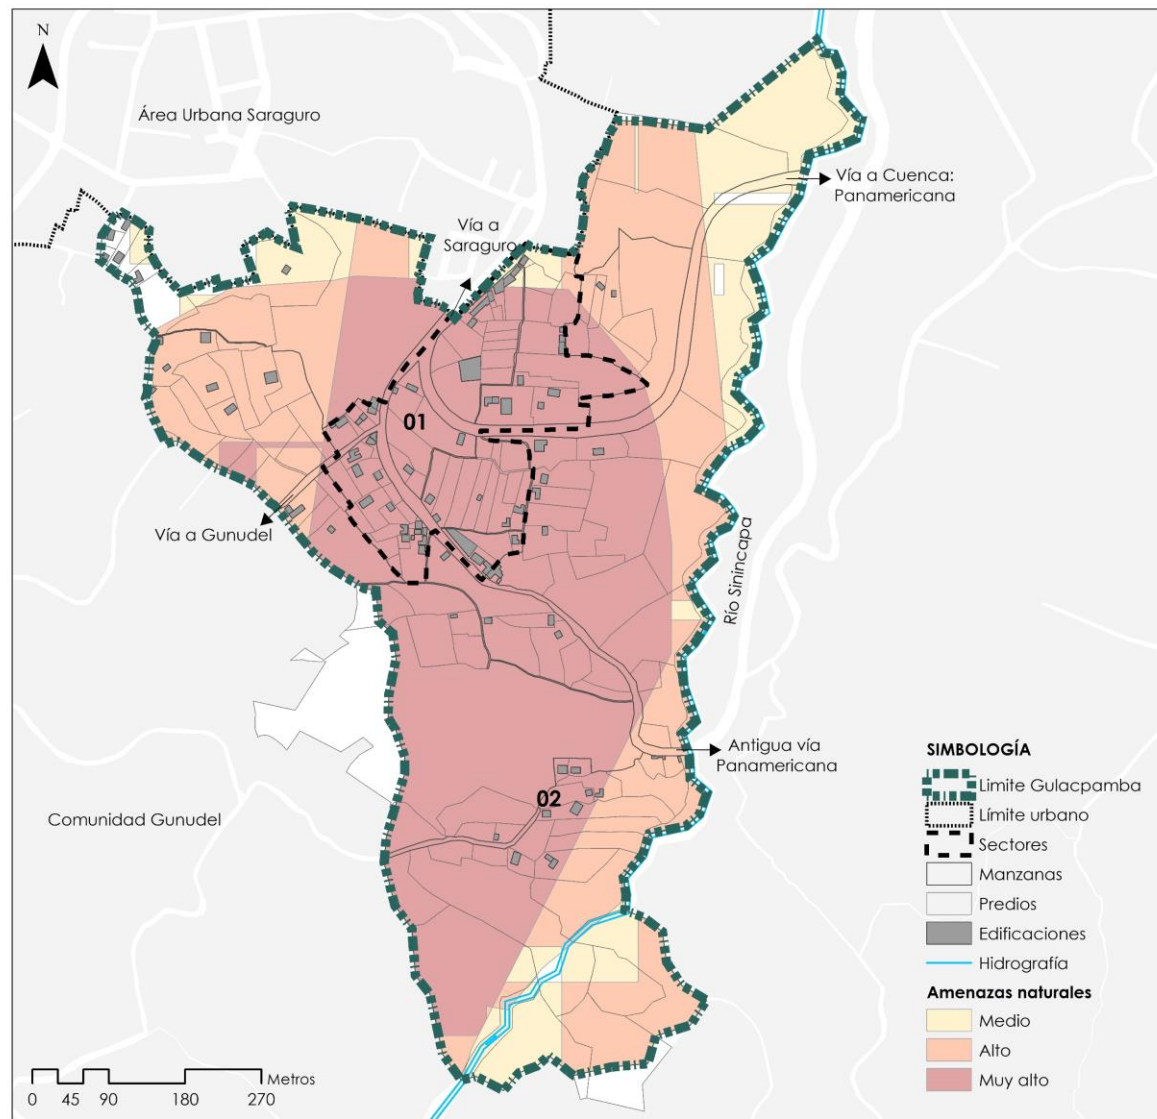 N
Área Urbana Saraguro
Vía a Cuenca:
Panamericana
Vía a
Saraguro
01
Vía a Gunudel
Río Sinincapa
Antigua vía
Panamericana
02
Comunidad Gunudel
SIMBOLOGÍA
Limite Gulacpamba
Límite urbano
Sectores
Manzanas
Predios
Edificaciones
Hidrografía
Amenazas naturales
Medio
Alto
Muy alto
Metros
0 45 90 180 270